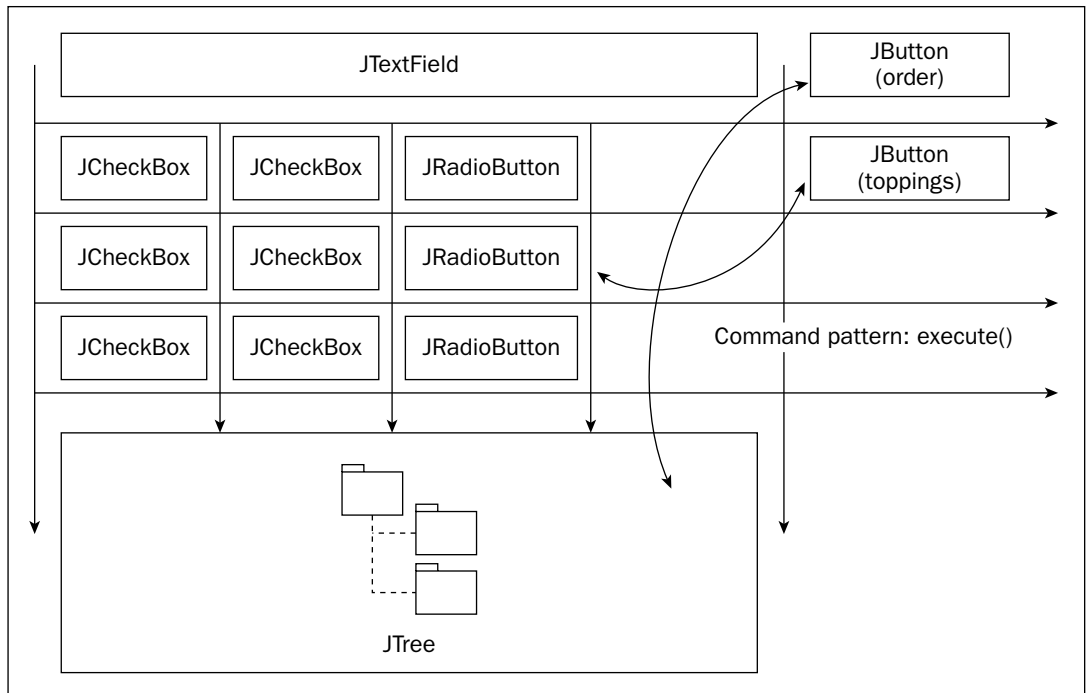 JTextField
JButton
(order)
JCheckBox
JCheckBox
JRadioButton
JButton
(toppings)
JCheckBox
JCheckBox
JRadioButton
JCheckBox
JCheckBox
JRadioButton
Command pattern: execute()
JTree